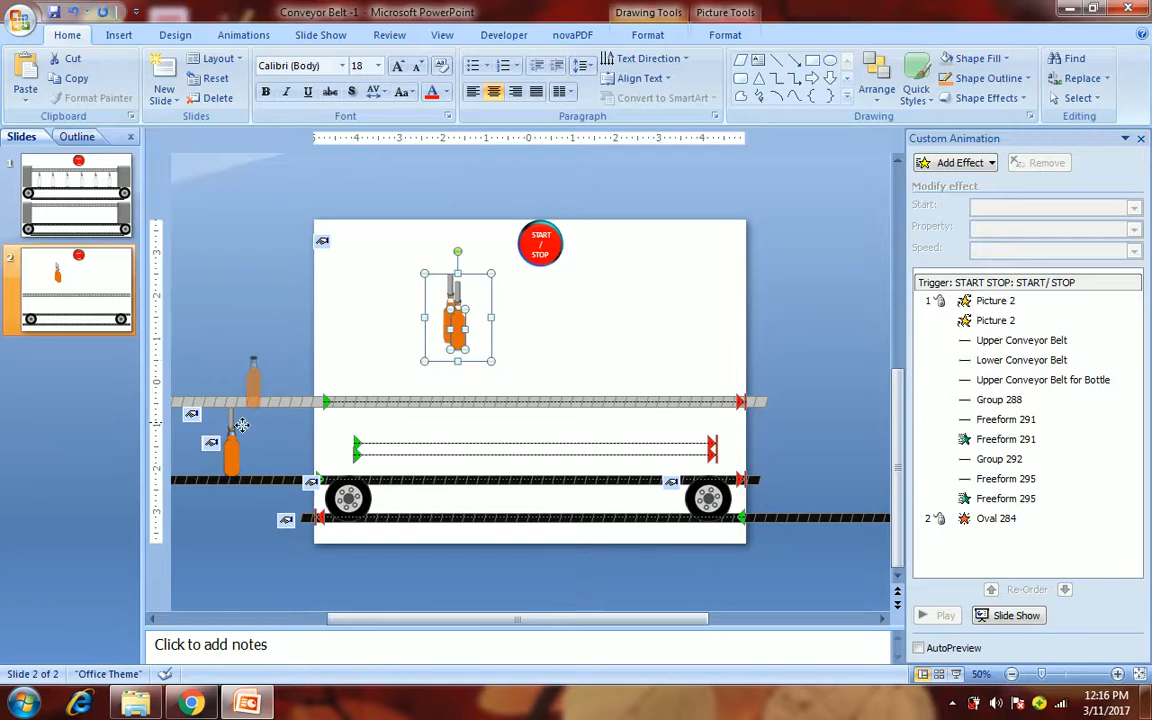 Conveyor Belt -1 - Microsoft PowerPoint
Drawing Tools
Picture Tools
Home
Insert
Design
Animations
Slide Show
Review
View
Developer
novaPDF
Format
Format
Paste
Cut
Copy
Format Painter
Clipboard
New
Slide
Layout
Reset
Delete
Slides
Calibri (Body)
18
Font
Text Direction
Align Text
Convert to SmartArt
Paragraph
Arrange
Quick
Styles
Shape Fill
Shape Outline
Shape Effects
Drawing
Find
Replace
Select
Editing
Slides
Outline
1
2
START
/
STOP
Custom Animation
Add Effect
Remove
Modify effect
Start:
Property:
Speed:
Trigger: START STOP: START/ STOP
1
Picture 2
Picture 2
Upper Conveyor Belt
Lower Conveyor Belt
Upper Conveyor Belt for Bottle
Group 288
Freeform 291
Freeform 291
Group 292
Freeform 295
Freeform 295
2
Oval 284
Re-Order
Play
Slide Show
AutoPreview
Click to add notes
Slide 2 of 2
"Office Theme"
50%
12:16 PM
3/11/2017